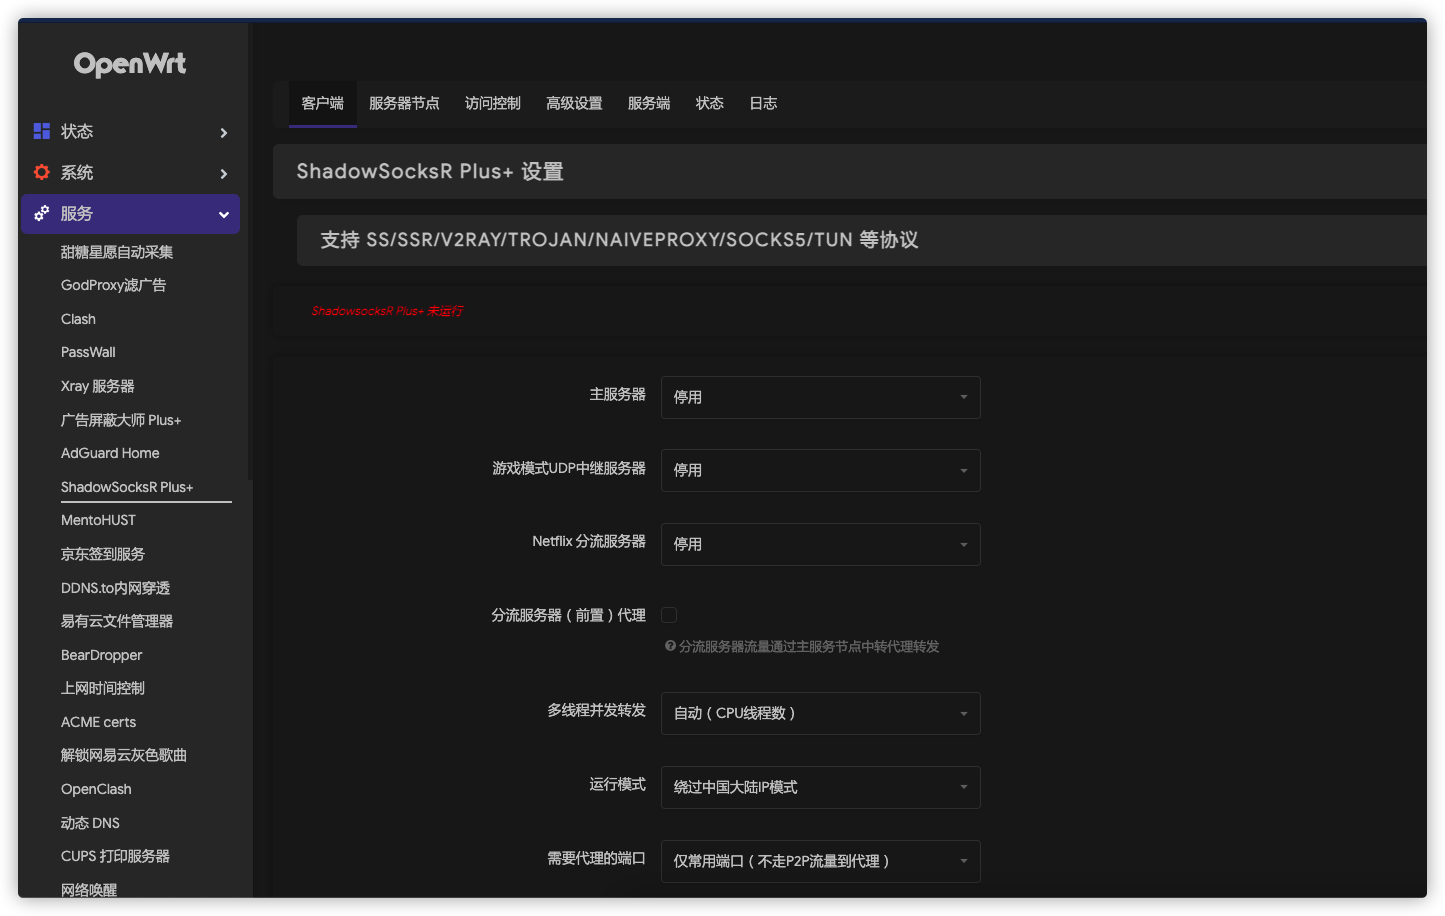 OpenWrt
状态
系统
服务
甜糖星愿自动采集
GodProxy滤广告
Clash
PassWall
Xray 服务器
广告屏蔽大师 Plus+
AdGuard Home
ShadowSocksR Plus+
MentoHUST
京东签到服务
DDNS.to内网穿透
易有云文件管理器
BearDropper
上网时间控制
ACME certs
解锁网易云灰色歌曲
OpenClash
动态 DNS
CUPS 打印服务器
网络唤醒
客户端 服务器节点 访问控制 高级设置 服务端 状态 日志
ShadowSocksR Plus+ 设置
支持 SS/SSR/V2RAY/TROJAN/NAIVEPROXY/SOCKS5/TUN 等协议
ShadowsocksR Plus+ 未运行
主服务器 停用
游戏模式UDP中继服务器 停用
Netflix 分流服务器 停用
分流服务器（前置）代理
分流服务器流量通过主服务节点中转代理转发
多线程并发转发 自动（CPU线程数）
运行模式 绕过中国大陆IP模式
需要代理的端口 仅常用端口（不走P2P流量到代理）